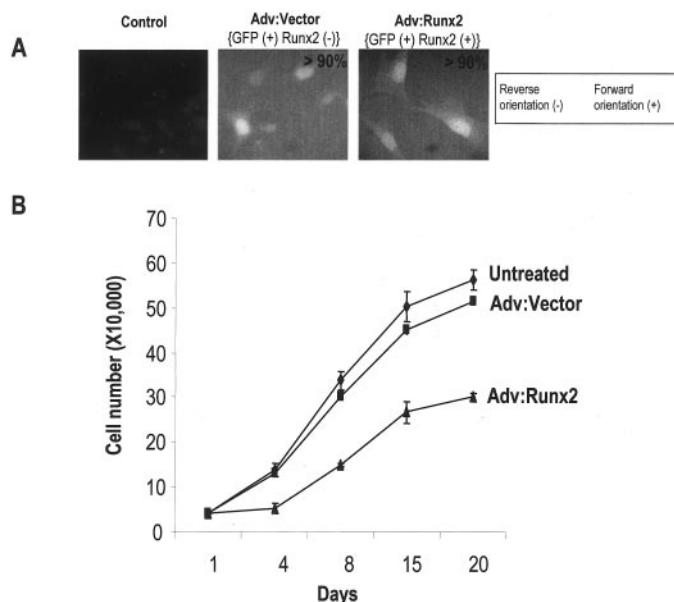 Control
Adv:Vector
{GFP (+) Runx2 (-)}
Adv:Runx2
{GFP (+) Runx2 (+)}
A
> 90%
> 90%
Reverse
orientation (-)
Forward
orientation (+)
B
Cell number (X10,000)
70
60
50
40
30
20
10
0
Untreated
Adv:Vector
Adv:Runx2
1 4 8 15 20
Days